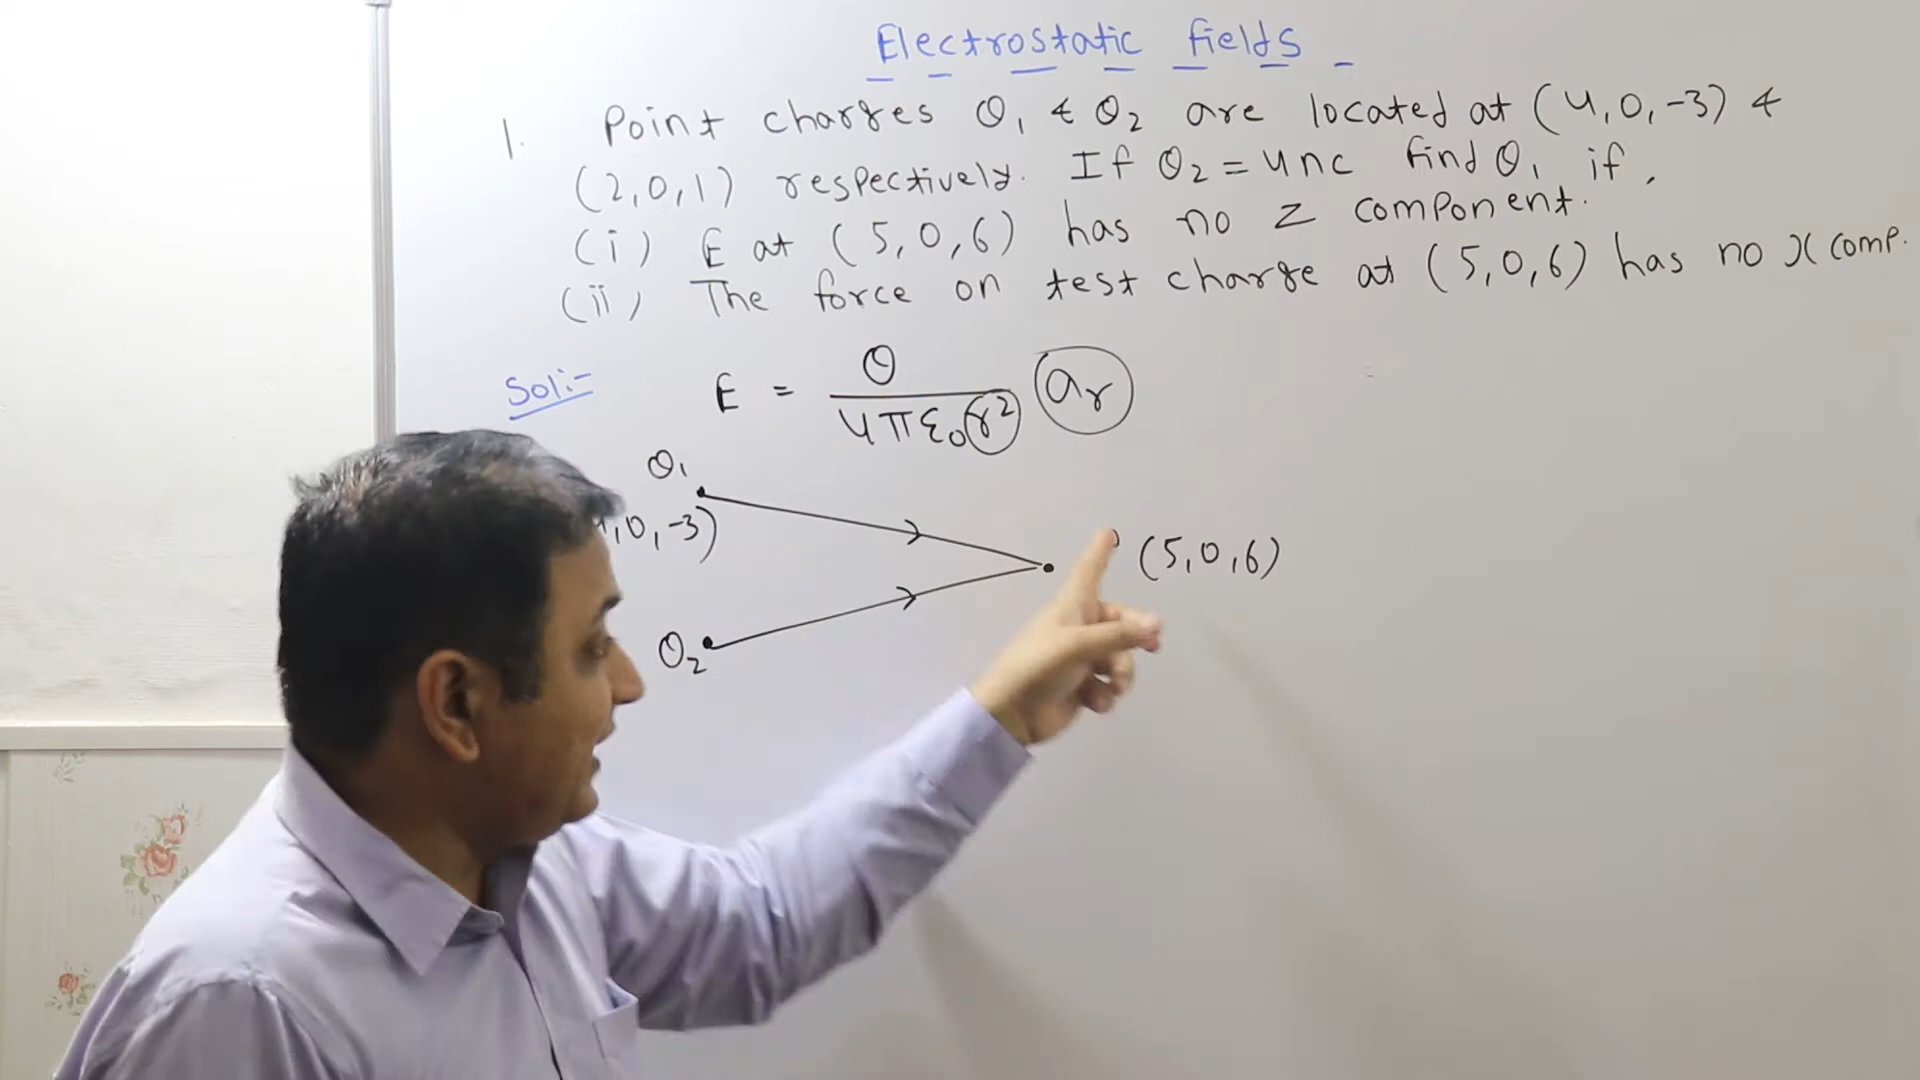 Electrostatic fields
1. Point charges Q₁ & Q₂ are located at (4,0,-3) &
(2,0,1) respectively. If Q₂ = 4nc find Q₁ if,
(i) E at (5,0,6) has no z component.
(ii) The force on test charge at (5,0,6) has no x comp.
Sol:-
E = Q / 4πε₀r² aᵣ
Q₁
,0,-3)
(5,0,6)
Q₂